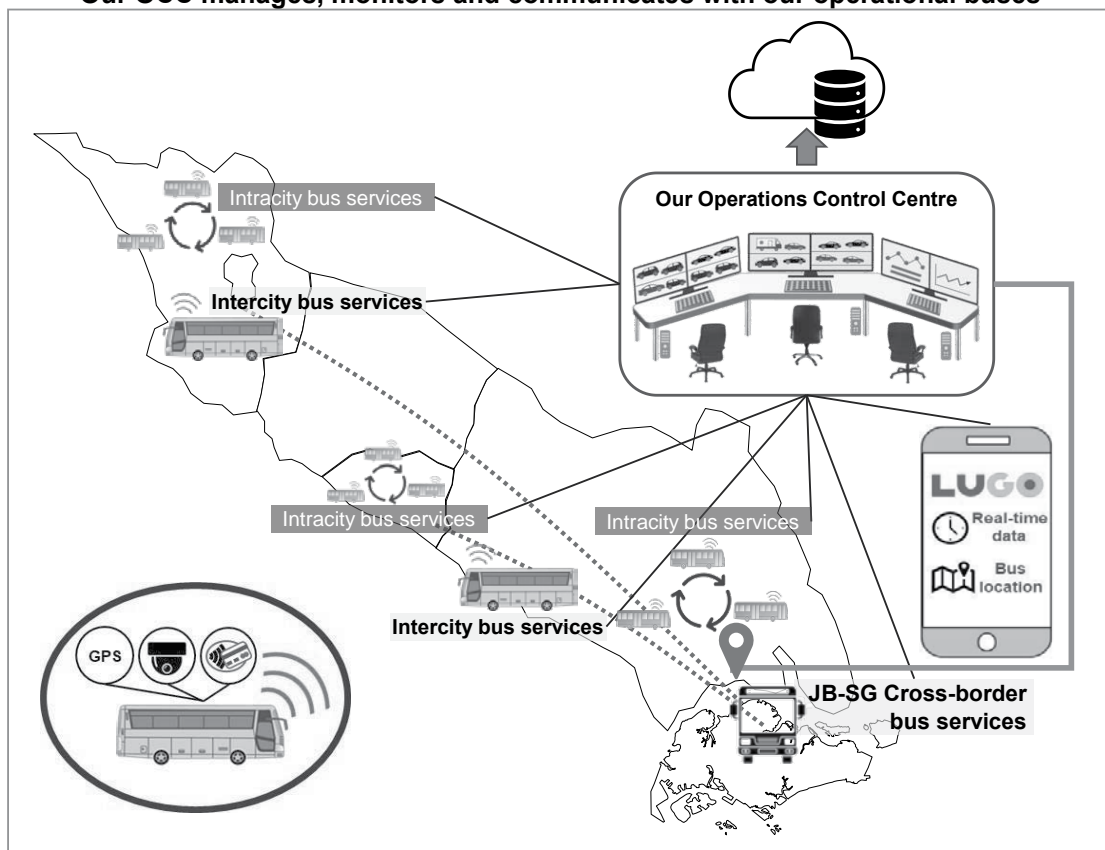 Our OCC manages, monitors and communicates with our operational buses
Our Operations Control Centre
Intracity bus services
Intercity bus services
LUGO
Real-time
data
Bus
location
Intracity bus services
Intracity bus services
Intercity bus services
GPS
JB-SG Cross-border
bus services